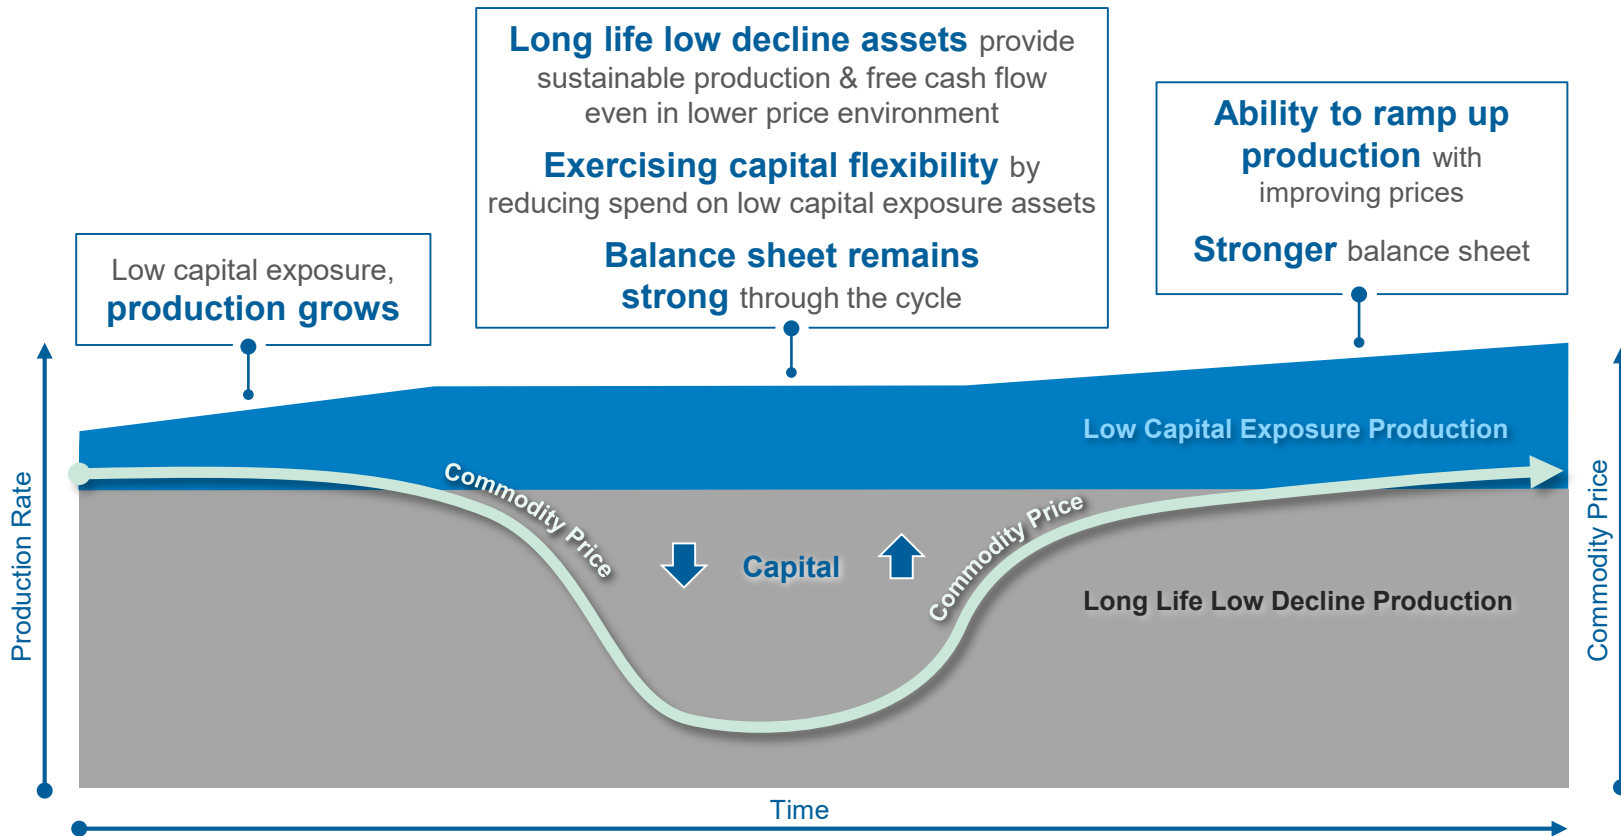 Long life low decline assets provide
sustainable production & free cash flow
even in lower price environment
Exercising capital flexibility by
reducing spend on low capital exposure assets
Balance sheet remains
strong through the cycle
Ability to ramp up
production with
improving prices
Stronger balance sheet
Low capital exposure,
production grows
Production Rate
Commodity Price
Low Capital Exposure Production
Commodity Price
Commodity Price
Capital
Long Life Low Decline Production
Time